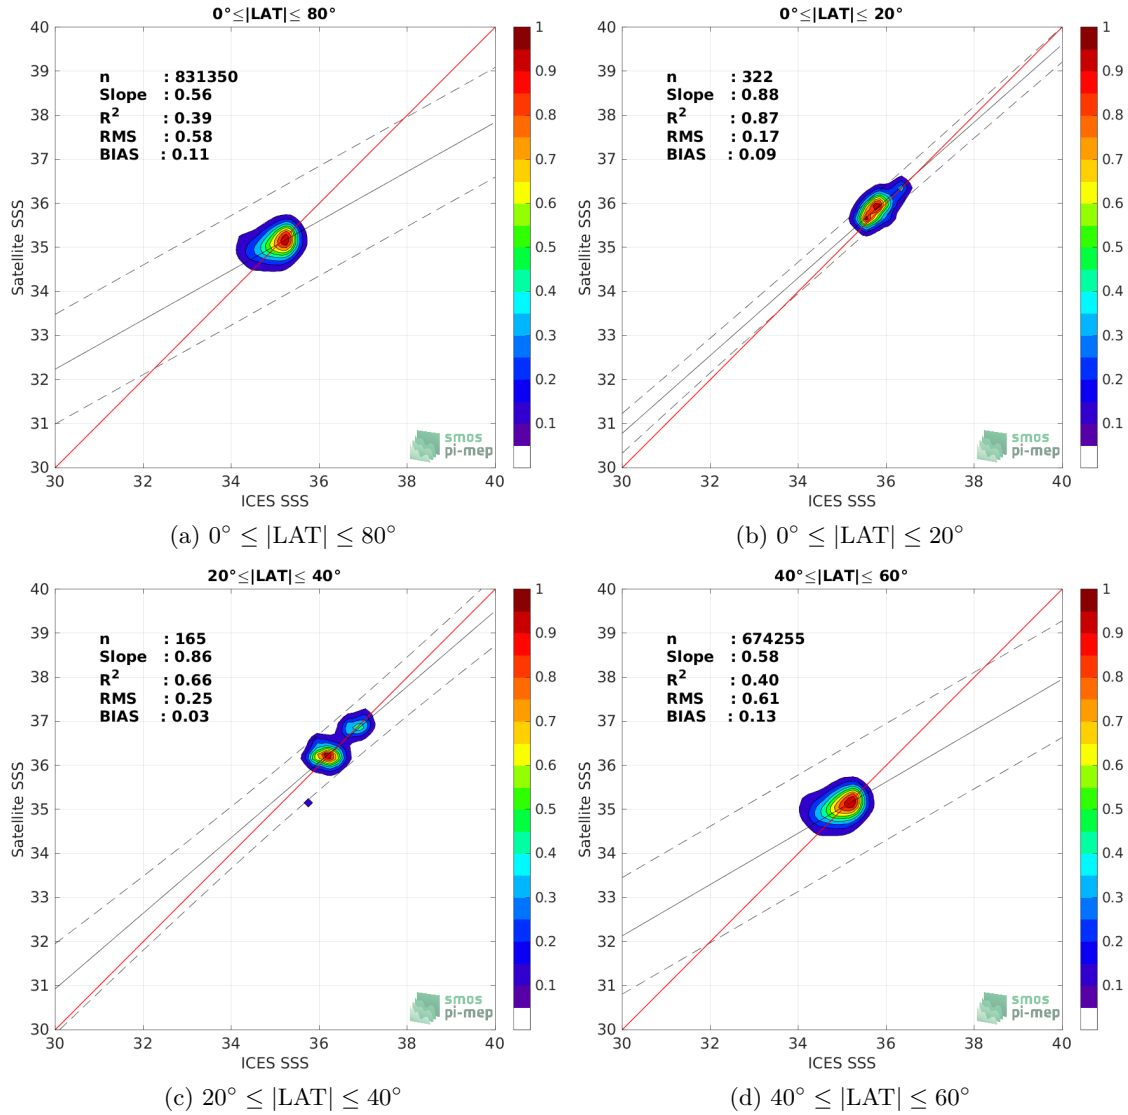 0°≤|LAT|≤ 80°
n : 831350
Slope : 0.56
R² : 0.39
RMS : 0.58
BIAS : 0.11
40
39
38
37
36
35
34
33
32
31
30
Satellite SSS
30 32 34 36 38 40
ICES SSS
1
0.9
0.8
0.7
0.6
0.5
0.4
0.3
0.2
0.1
smos
pi-mep
(a) 0° ≤ |LAT| ≤ 80°
0°≤|LAT|≤ 20°
n : 322
Slope : 0.88
R² : 0.87
RMS : 0.17
BIAS : 0.09
40
39
38
37
36
35
34
33
32
31
30
Satellite SSS
30 32 34 36 38 40
ICES SSS
1
0.9
0.8
0.7
0.6
0.5
0.4
0.3
0.2
0.1
smos
pi-mep
(b) 0° ≤ |LAT| ≤ 20°
20°≤|LAT|≤ 40°
n : 165
Slope : 0.86
R² : 0.66
RMS : 0.25
BIAS : 0.03
40
39
38
37
36
35
34
33
32
31
30
Satellite SSS
30 32 34 36 38 40
ICES SSS
1
0.9
0.8
0.7
0.6
0.5
0.4
0.3
0.2
0.1
smos
pi-mep
(c) 20° ≤ |LAT| ≤ 40°
40°≤|LAT|≤ 60°
n : 674255
Slope : 0.58
R² : 0.40
RMS : 0.61
BIAS : 0.13
40
39
38
37
36
35
34
33
32
31
30
Satellite SSS
30 32 34 36 38 40
ICES SSS
1
0.9
0.8
0.7
0.6
0.5
0.4
0.3
0.2
0.1
smos
pi-mep
(d) 40° ≤ |LAT| ≤ 60°